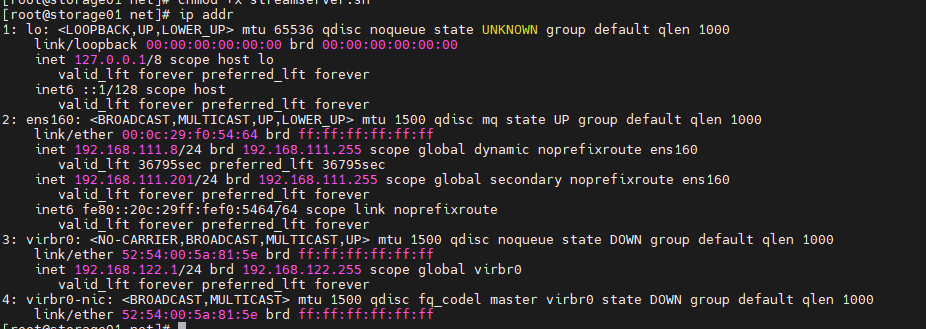 [root@storage01 net]# chmod +x streamserver.sh
[root@storage01 net]# ip addr
1: lo: <LOOPBACK,UP,LOWER_UP> mtu 65536 qdisc noqueue state UNKNOWN group default qlen 1000
    link/loopback 00:00:00:00:00:00 brd 00:00:00:00:00:00
    inet 127.0.0.1/8 scope host lo
       valid_lft forever preferred_lft forever
    inet6 ::1/128 scope host
       valid_lft forever preferred_lft forever
2: ens160: <BROADCAST,MULTICAST,UP,LOWER_UP> mtu 1500 qdisc mq state UP group default qlen 1000
    link/ether 00:0c:29:f0:54:64 brd ff:ff:ff:ff:ff:ff
    inet 192.168.111.8/24 brd 192.168.111.255 scope global dynamic noprefixroute ens160
       valid_lft 36795sec preferred_lft 36795sec
    inet 192.168.111.201/24 brd 192.168.111.255 scope global secondary noprefixroute ens160
       valid_lft forever preferred_lft forever
    inet6 fe80::20c:29ff:fef0:5464/64 scope link noprefixroute
       valid_lft forever preferred_lft forever
3: virbr0: <NO-CARRIER,BROADCAST,MULTICAST,UP> mtu 1500 qdisc noqueue state DOWN group default qlen 1000
    link/ether 52:54:00:5a:81:5e brd ff:ff:ff:ff:ff:ff
    inet 192.168.122.1/24 brd 192.168.122.255 scope global virbr0
       valid_lft forever preferred_lft forever
4: virbr0-nic: <BROADCAST,MULTICAST> mtu 1500 qdisc fq_codel master virbr0 state DOWN group default qlen 1000
    link/ether 52:54:00:5a:81:5e brd ff:ff:ff:ff:ff:ff
[root@storage01 net]#